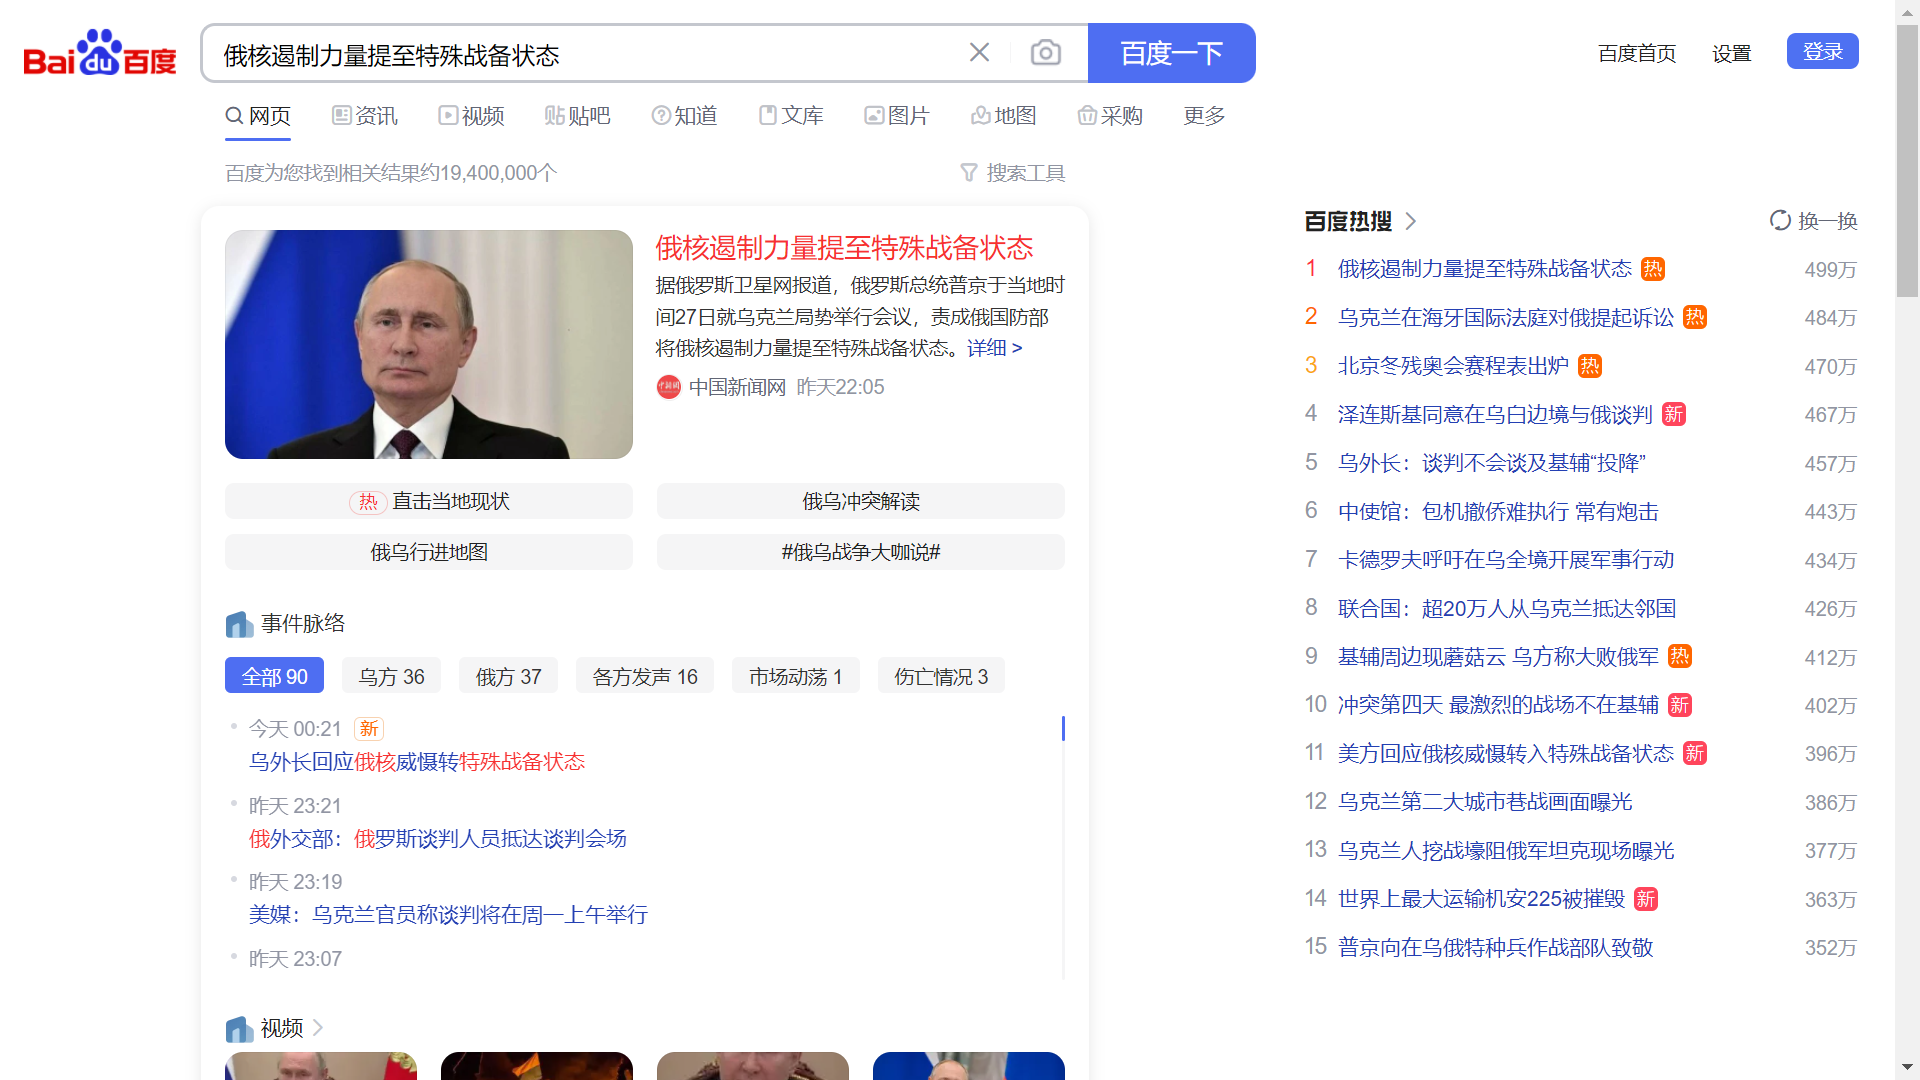 Bai du 百度
俄核遏制力量提至特殊战备状态
百度一下
百度首页 设置 登录
网页 资讯 视频 贴吧 知道 文库 图片 地图 采购 更多
百度为您找到相关结果约19,400,000个
搜索工具
俄核遏制力量提至特殊战备状态
据俄罗斯卫星网报道，俄罗斯总统普京于当地时
间27日就乌克兰局势举行会议，责成俄国防部
将俄核遏制力量提至特殊战备状态。详细 >
中国新闻网 昨天22:05
热 直击当地现状
俄乌冲突解读
俄乌行进地图
#俄乌战争大咖说#
事件脉络
全部 90 乌方 36 俄方 37 各方发声 16 市场动荡 1 伤亡情况 3
今天 00:21 新
乌外长回应俄核威慑转特殊战备状态
昨天 23:21
俄外交部：俄罗斯谈判人员抵达谈判会场
昨天 23:19
美媒：乌克兰官员称谈判将在周一上午举行
昨天 23:07
视频
百度热搜
换一换
1 俄核遏制力量提至特殊战备状态 热 499万
2 乌克兰在海牙国际法庭对俄提起诉讼 热 484万
3 北京冬残奥会赛程表出炉 热 470万
4 泽连斯基同意在乌白边境与俄谈判 新 467万
5 乌外长：谈判不会谈及基辅“投降” 457万
6 中使馆：包机撤侨难执行 常有炮击 443万
7 卡德罗夫呼吁在乌全境开展军事行动 434万
8 联合国：超20万人从乌克兰抵达邻国 426万
9 基辅周边现蘑菇云 乌方称大败俄军 热 412万
10 冲突第四天 最激烈的战场不在基辅 新 402万
11 美方回应俄核威慑转入特殊战备状态 新 396万
12 乌克兰第二大城市巷战画面曝光 386万
13 乌克兰人挖战壕阻俄军坦克现场曝光 377万
14 世界上最大运输机安225被摧毁 新 363万
15 普京向在乌俄特种兵作战部队致敬 352万